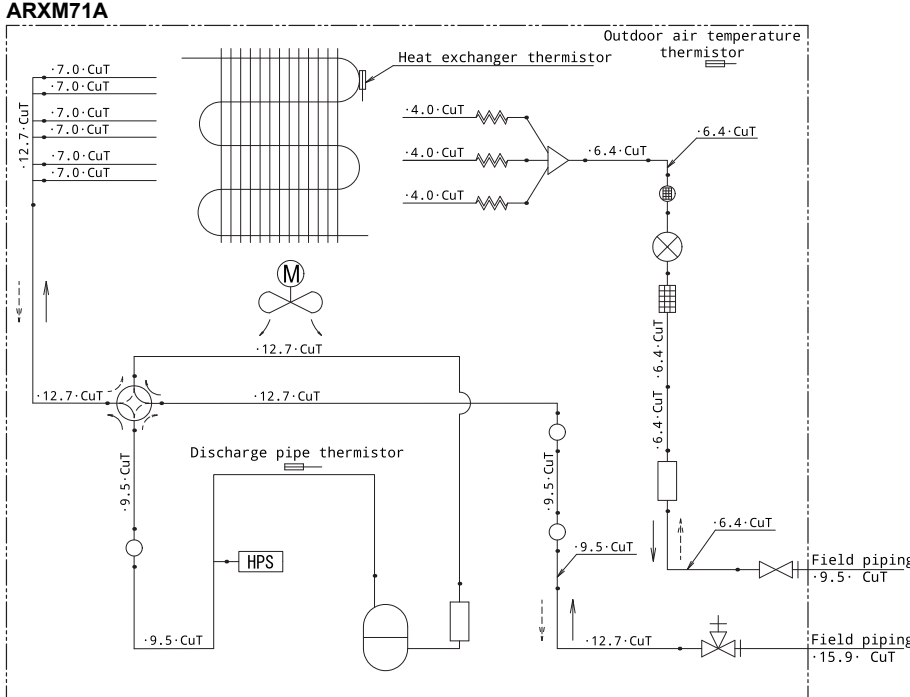 ARXM71A
Outdoor air temperature
thermistor
Heat exchanger thermistor
·7.0·CuT
·7.0·CuT
·7.0·CuT
·7.0·CuT
·7.0·CuT
·7.0·CuT
·12.7·CuT
·4.0·CuT
·4.0·CuT
·4.0·CuT
·6.4·CuT
·6.4·CuT
M
·12.7·CuT
·6.4·CuT
·12.7·CuT
·12.7·CuT
·6.4·CuT
Discharge pipe thermistor
·9.5·CuT
·9.5·CuT
·6.4·CuT
HPS
·9.5·CuT
Field piping
·9.5· CuT
·9.5·CuT
·12.7·CuT
Field piping
·15.9· CuT